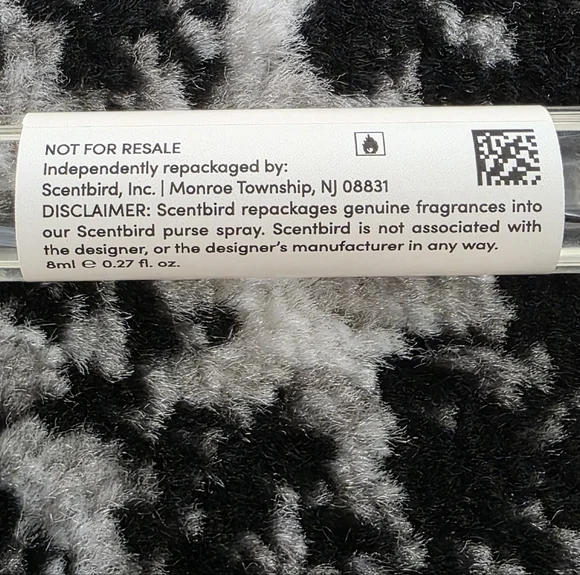 NOT FOR RESALE
Independently repackaged by:
Scentbird, Inc. | Monroe Township, NJ 08831
DISCLAIMER: Scentbird repackages genuine fragrances into
our Scentbird purse spray. Scentbird is not associated with
the designer, or the designer's manufacturer in any way.
8ml ℮ 0.27 fl. oz.